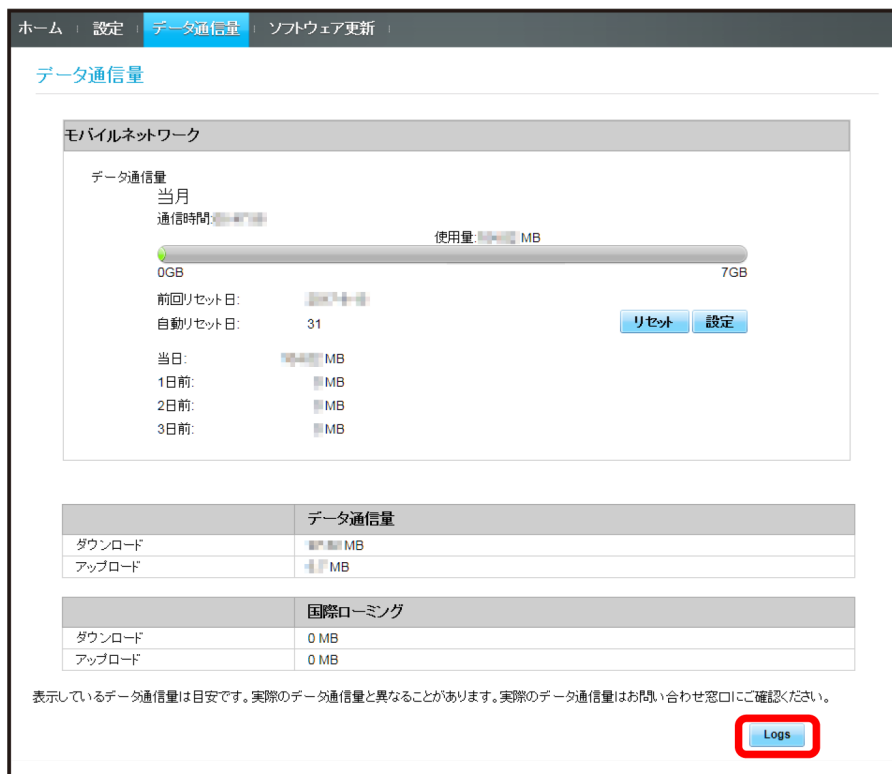 ホーム 設定 データ通信量 ソフトウェア更新
データ通信量
モバイルネットワーク
データ通信量
当月
通信時間:
使用量: MB
0GB 7GB
前回リセット日:
自動リセット日: 31 リセット 設定
当日: MB
1日前: MB
2日前: MB
3日前: MB
データ通信量
ダウンロード MB
アップロード MB
国際ローミング
ダウンロード 0 MB
アップロード 0 MB
表示しているデータ通信量は目安です。実際のデータ通信量と異なることがあります。実際のデータ通信量はお問い合わせ窓口にご確認ください。
Logs